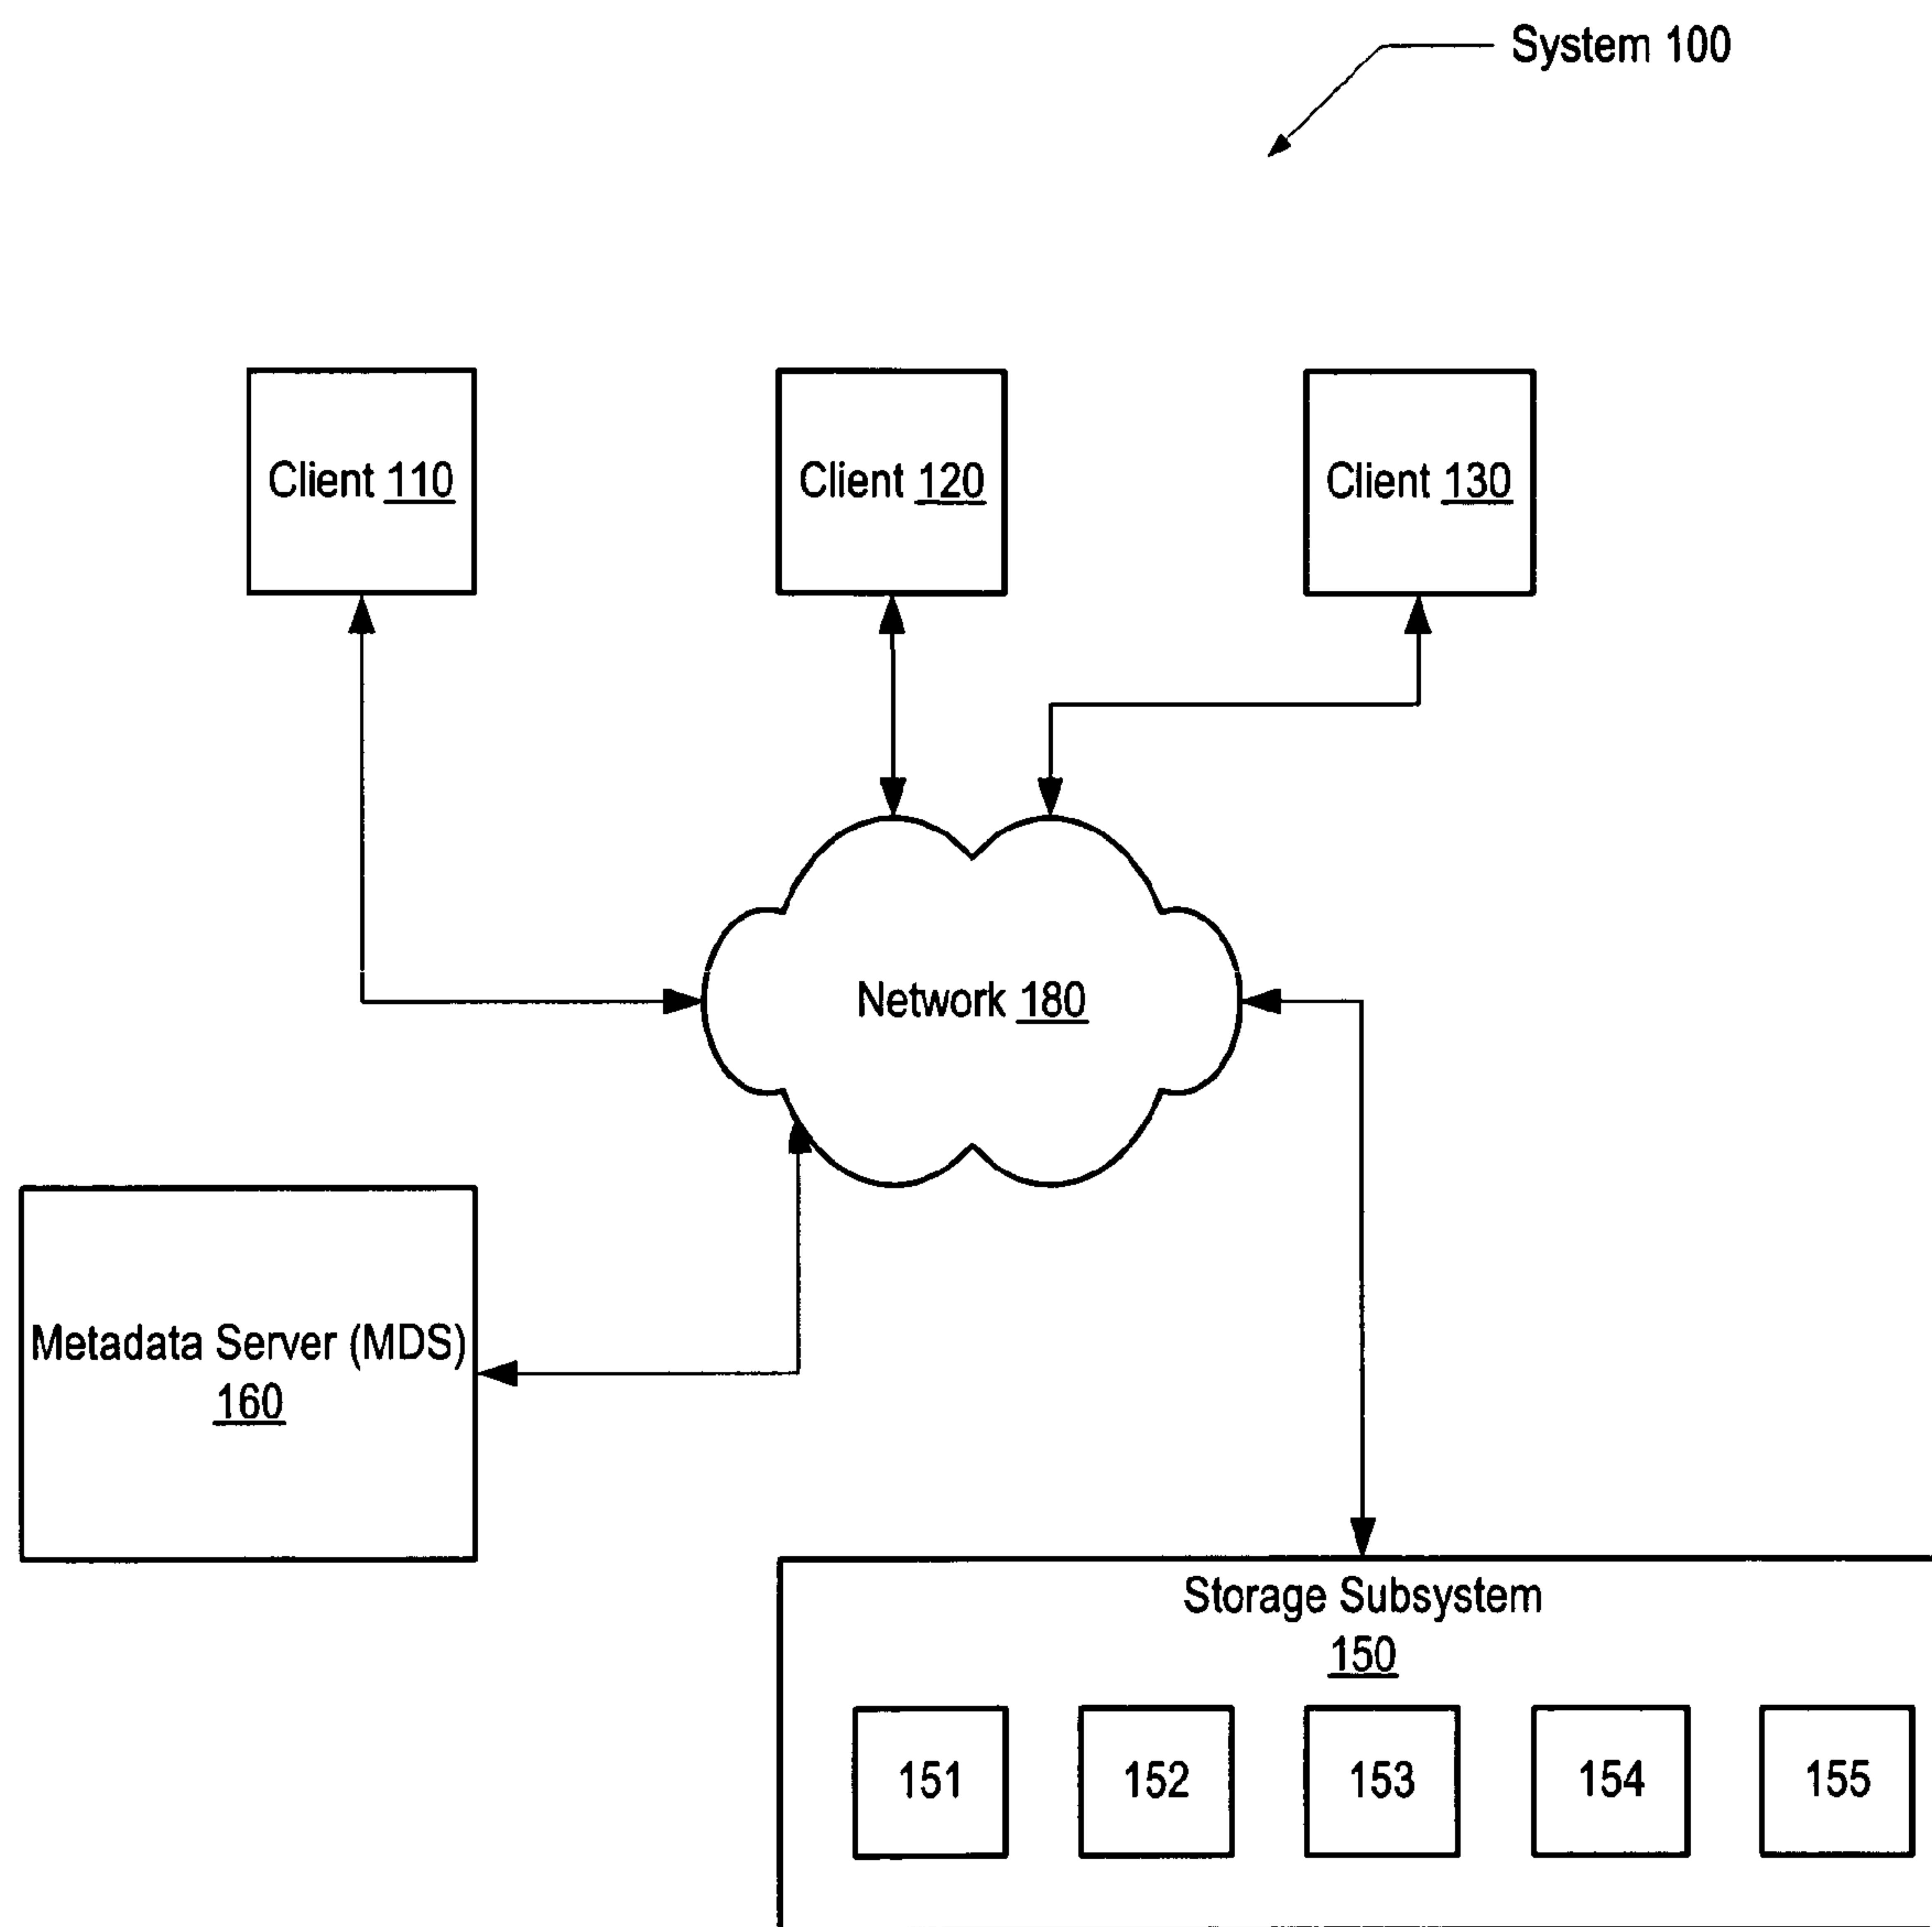 System 100
Client 110
Client 120
Client 130
Network 180
Metadata Server (MDS)
160
Storage Subsystem
150
151
152
153
154
155